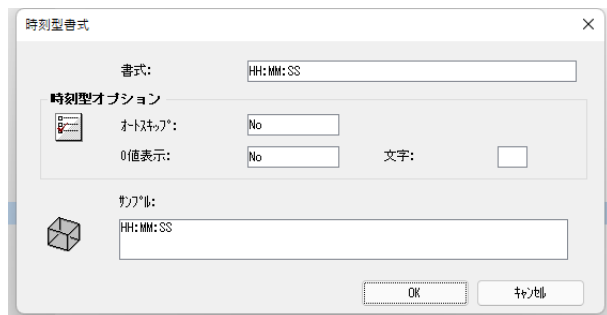 時刻型書式
書式: HH:MM:SS
時刻型オプション
ｵｰﾄｽｷｯﾌﾟ: No
0値表示: No 文字:
ｻﾝﾌﾟﾙ:
HH:MM:SS
OK ｷｬﾝｾﾙ